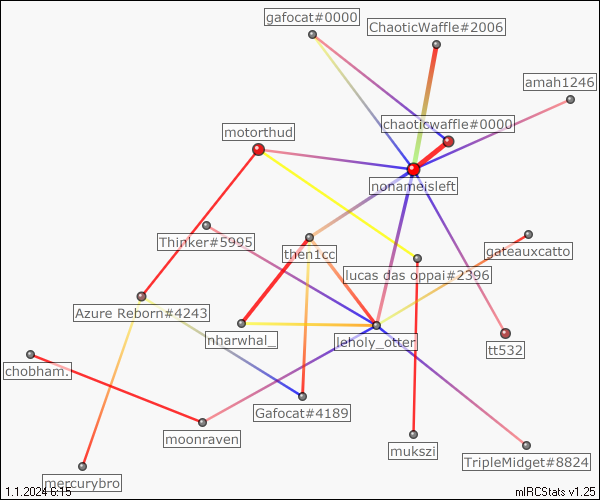 gafocat#0000
ChaoticWaffle#2006
amah1246
chaoticwaffle#0000
motorthud
nonameisleft
Thinker#5995
then1cc
gateauxcatto
lucas das oppai#2396
Azure Reborn#4243
nharwhal_
leholy_otter
tt532
chobham.
Gafocat#4189
moonraven
mukszi
TripleMidget#8824
mercurybro
1.1.2024 6:15
mIRCStats v1.25